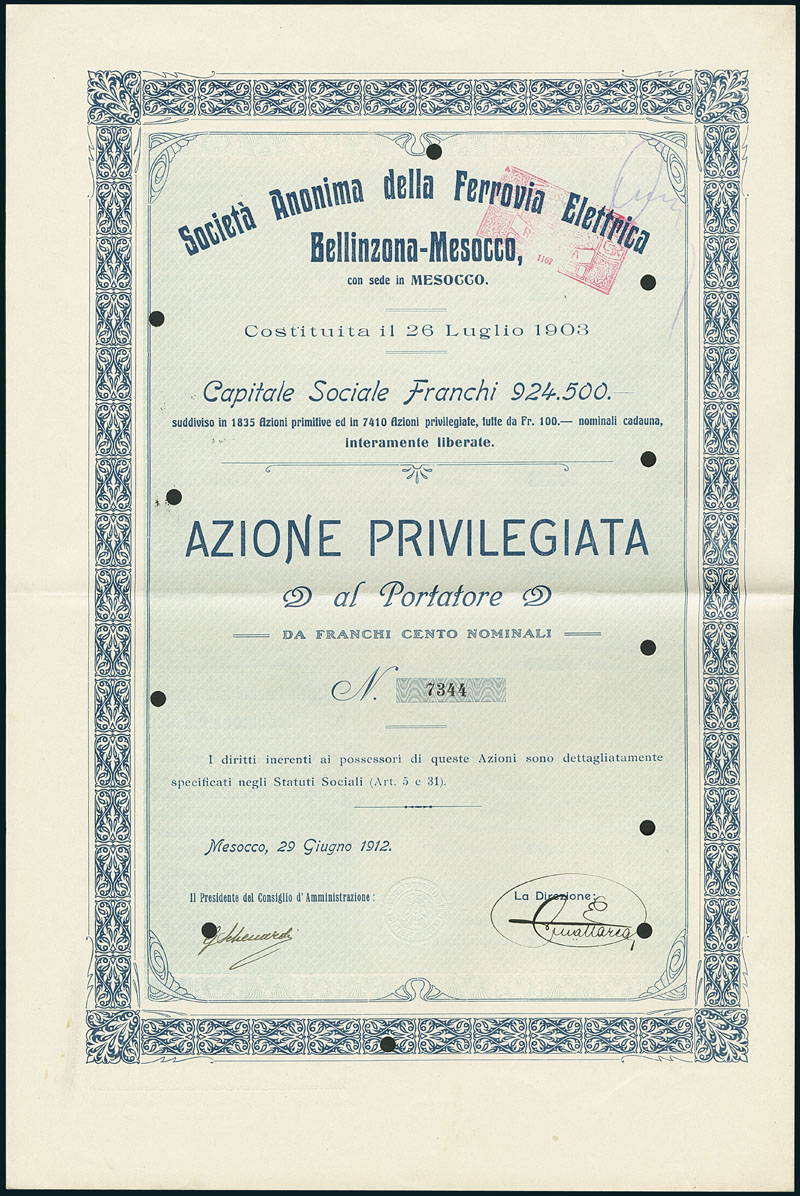 Società Anonima della Ferrovia Elettrica
Bellinzona-Mesocco,
con sede in MESOCCO.
1167
Costituita il 26 Luglio 1903
Capitale Sociale Franchi 924.500.
suddiviso in 1835 Azioni primitive ed in 7410 Azioni privilegiate, tutte da Fr. 100.— nominali cadauna,
interamente liberate.
AZIONE PRIVILEGIATA
al Portatore
DA FRANCHI CENTO NOMINALI
N. 7344
I diritti inerenti ai possessori di queste Azioni sono dettagliatamente
specificati negli Statuti Sociali (Art. 5 e 31).
Mesocco, 29 Giugno 1912.
Il Presidente del Consiglio d'Amministrazione:
La Direzione: